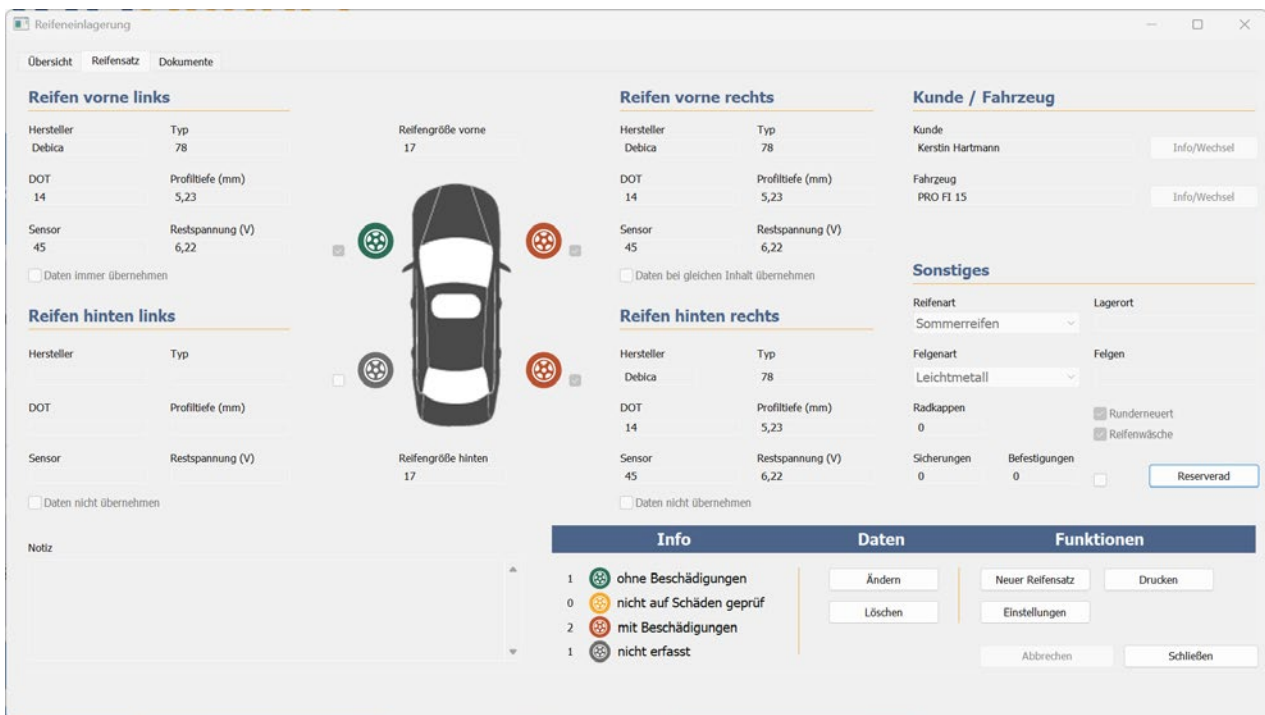 Reifeneinlagerung
Übersicht Reifensatz Dokumente
Reifen vorne links
Hersteller Typ
Debica 78
DOT Profiltiefe (mm)
14 5,23
Sensor Restspannung (V)
45 6,22
Daten immer übernehmen
Reifengröße vorne
17
Reifen vorne rechts
Hersteller Typ
Debica 78
DOT Profiltiefe (mm)
14 5,23
Sensor Restspannung (V)
45 6,22
Daten bei gleichen Inhalt übernehmen
Kunde / Fahrzeug
Kunde
Kerstin Hartmann Info/Wechsel
Fahrzeug
PRO FI 15 Info/Wechsel
Reifen hinten links
Hersteller Typ
DOT Profiltiefe (mm)
Sensor Restspannung (V)
Daten nicht übernehmen
Reifengröße hinten
17
Reifen hinten rechts
Hersteller Typ
Debica 78
DOT Profiltiefe (mm)
14 5,23
Sensor Restspannung (V)
45 6,22
Daten nicht übernehmen
Sonstiges
Reifenart Lagerort
Sommerreifen
Felgenart Felgen
Leichtmetall
Radkappen
0
Runderneuert
Reifenwäsche
Sicherungen Befestigungen
0 0
Reserverad
Notiz
Info Daten Funktionen
1 ohne Beschädigungen
0 nicht auf Schäden geprüf
2 mit Beschädigungen
1 nicht erfasst
Ändern
Löschen
Neuer Reifensatz Drucken
Einstellungen
Abbrechen Schließen